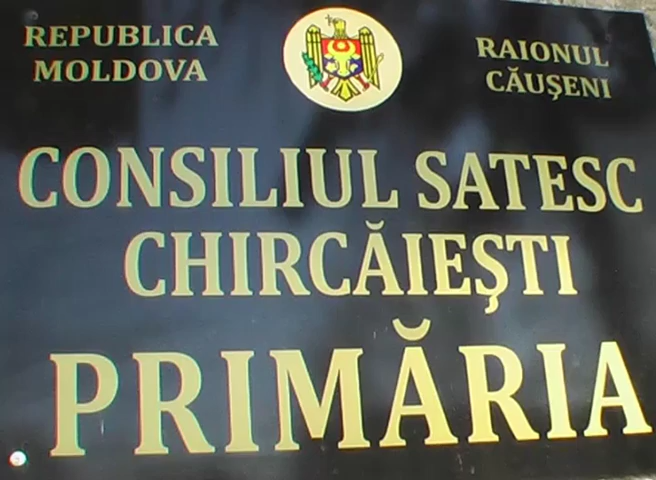 REPUBLICA
MOLDOVA
RAIONUL
CĂUŞENI
CONSILIUL SATESC
CHIRCĂIEŞTI
PRIMĂRIA